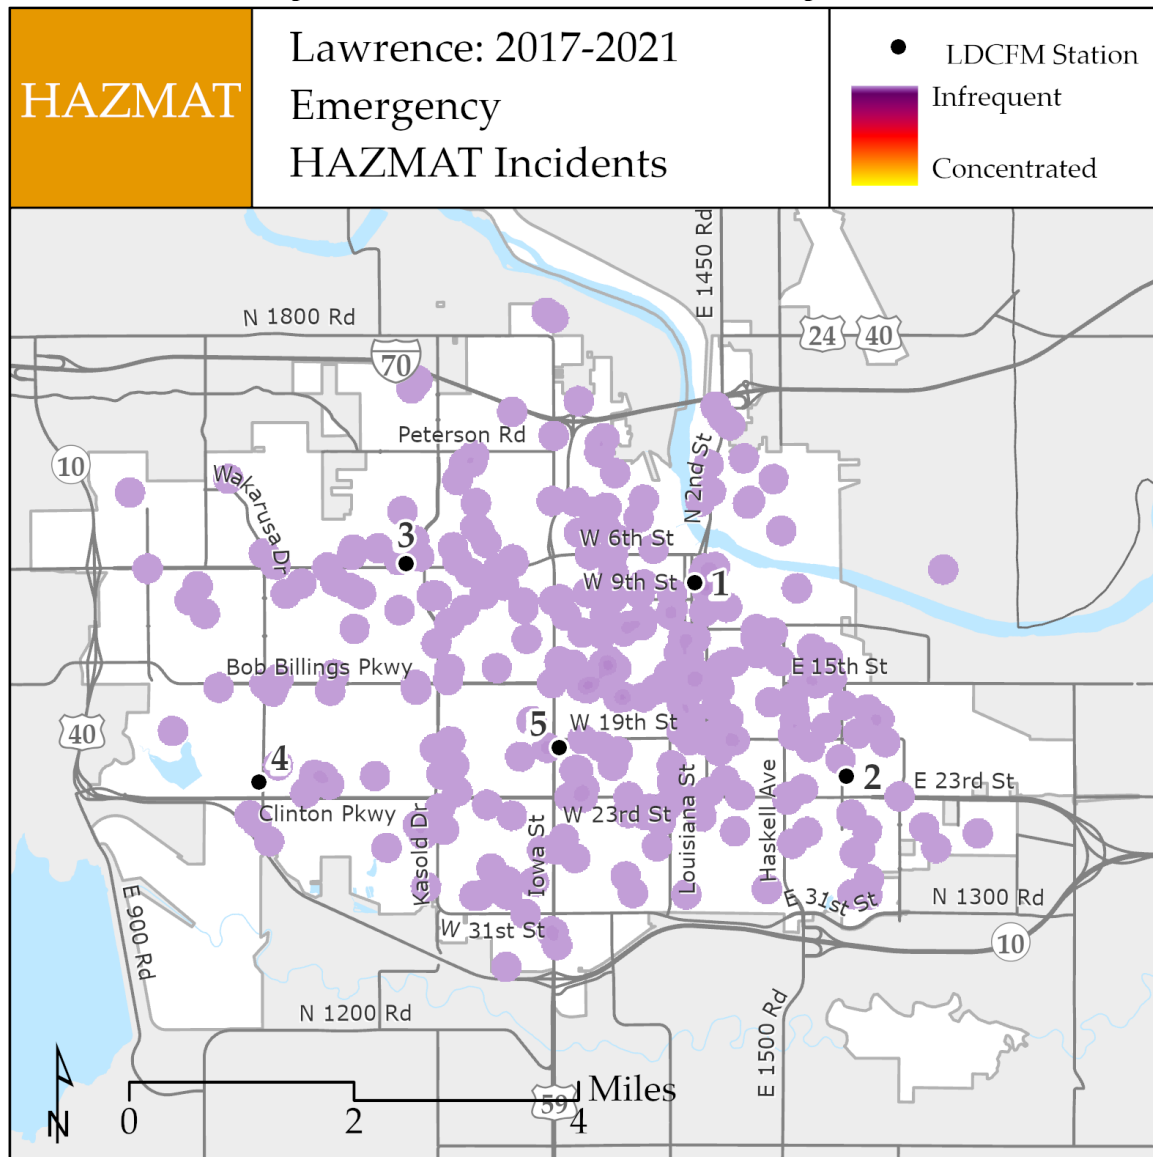 HAZMAT
Lawrence: 2017-2021
Emergency
HAZMAT Incidents
LDCFM Station
Infrequent
Concentrated
E 1450 Rd
N 1800 Rd
24
40
70
Peterson Rd
10
Wakarusa Dr
N 2nd St
3
W 6th St
W 9th St
1
Bob Billings Pkwy
E 15th St
40
5
W 19th St
4
2
E 23rd St
Clinton Pkwy
W 23rd St
Kasold Dr
Iowa St
Louisiana St
Haskell Ave
E 900 Rd
E 31st St
N 1300 Rd
W 31st St
10
N 1200 Rd
E 1500 Rd
N
0
2
4
Miles
59